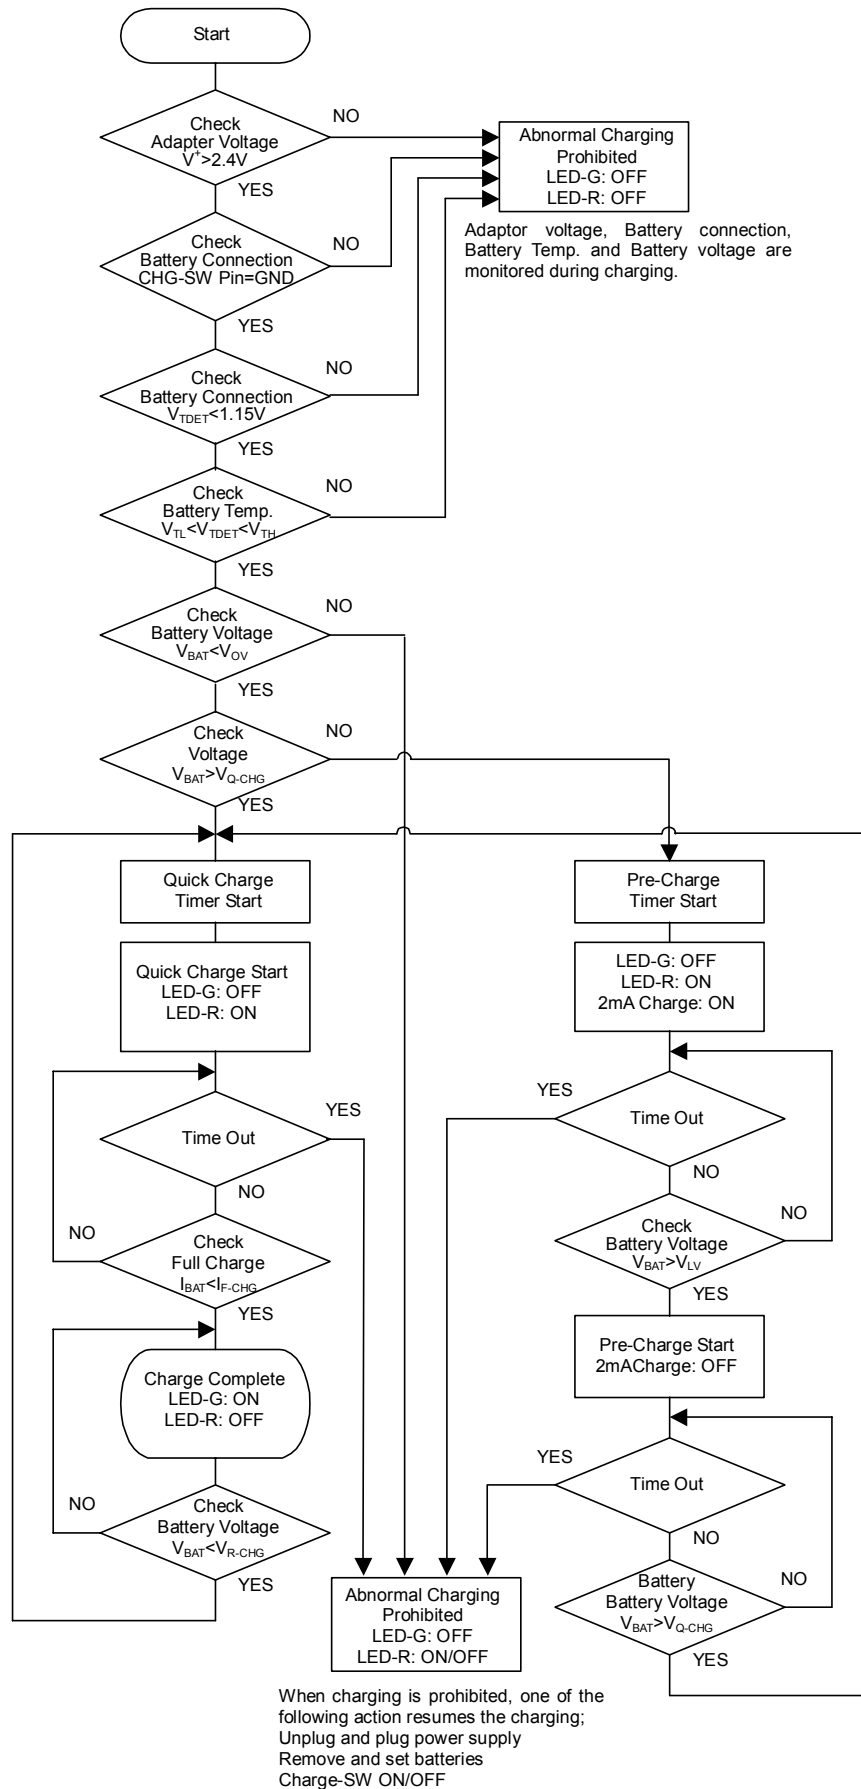 Start
Check
Adapter Voltage
V+>2.4V
NO
YES
Abnormal Charging
Prohibited
LED-G: OFF
LED-R: OFF
Adaptor voltage, Battery connection,
Battery Temp. and Battery voltage are
monitored during charging.
Check
Battery Connection
CHG-SW Pin=GND
NO
YES
Check
Battery Connection
VTDET<1.15V
NO
YES
Check
Battery Temp.
VTL<VTDET<VTH
NO
YES
Check
Battery Voltage
VBAT<VOV
NO
YES
Check
Voltage
VBAT>VQ-CHG
NO
YES
Quick Charge
Timer Start
Quick Charge Start
LED-G: OFF
LED-R: ON
Time Out
YES
NO
Check
Full Charge
IBAT<IF-CHG
NO
YES
Charge Complete
LED-G: ON
LED-R: OFF
Check
Battery Voltage
VBAT<VR-CHG
NO
YES
Pre-Charge
Timer Start
LED-G: OFF
LED-R: ON
2mA Charge: ON
YES
Time Out
NO
Check
Battery Voltage
VBAT>VLV
NO
YES
Pre-Charge Start
2mACharge: OFF
YES
Time Out
NO
Battery
Battery Voltage
VBAT>VQ-CHG
NO
YES
Abnormal Charging
Prohibited
LED-G: OFF
LED-R: ON/OFF
When charging is prohibited, one of the
following action resumes the charging;
Unplug and plug power supply
Remove and set batteries
Charge-SW ON/OFF